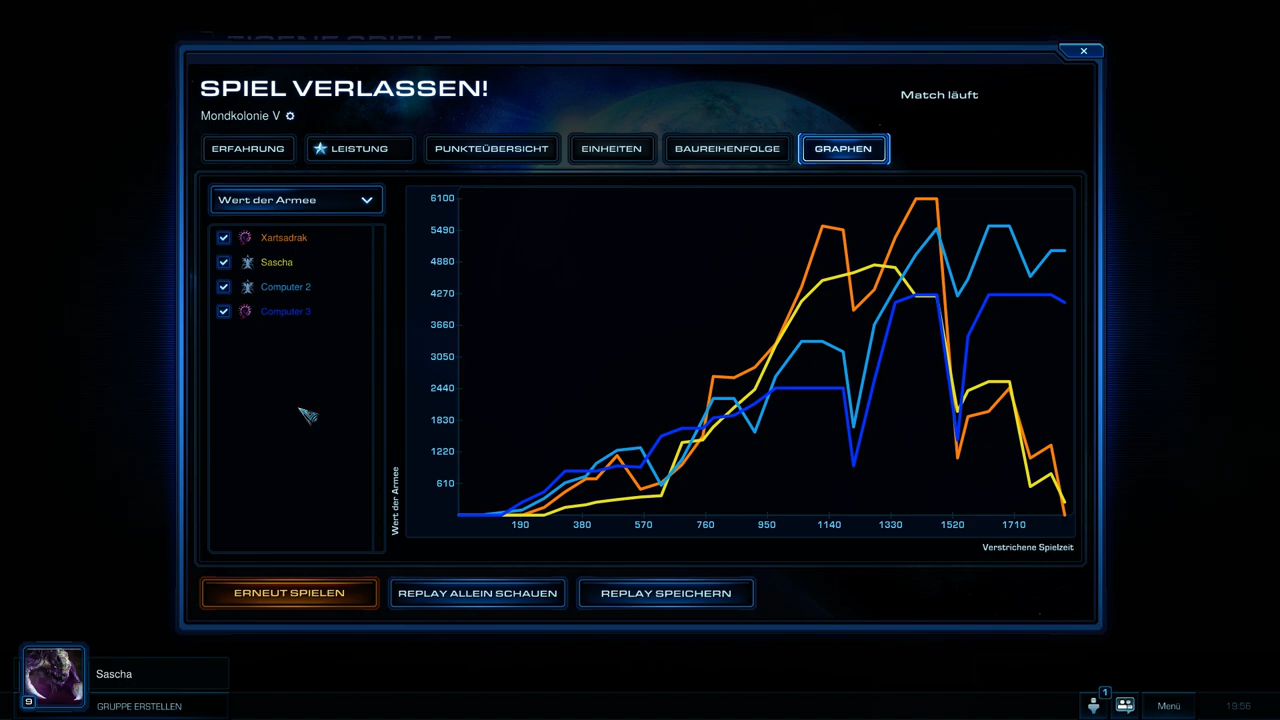 SPIEL VERLASSEN!
Match läuft
Mondkolonie V
ERFAHRUNG
LEISTUNG
PUNKTEÜBERSICHT
EINHEITEN
BAUREIHENFOLGE
GRAPHEN
Wert der Armee
Xartsadrak
Sascha
Computer 2
Computer 3
6100
5490
4880
4270
3660
3050
2440
1830
1220
610
Wert der Armee
190 380 570 760 950 1140 1330 1520 1710
Verstrichene Spielzeit
ERNEUT SPIELEN
REPLAY ALLEIN SCHAUEN
REPLAY SPEICHERN
Sascha
9
GRUPPE ERSTELLEN
1
Menü
19:56